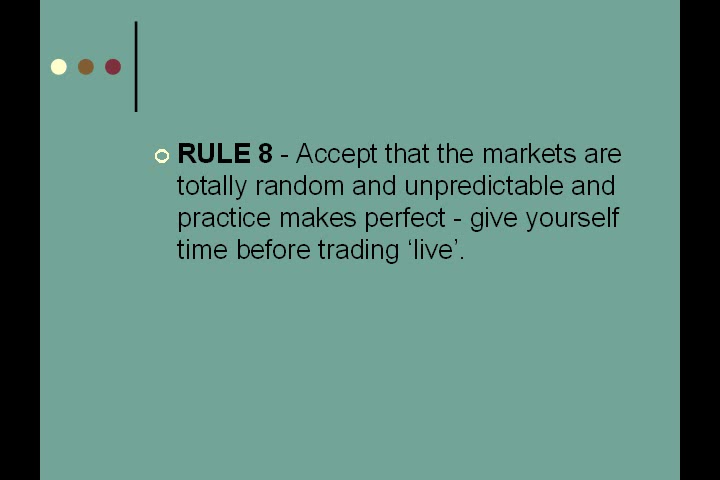 RULE 8 - Accept that the markets are
totally random and unpredictable and
practice makes perfect - give yourself
time before trading ‘live’.